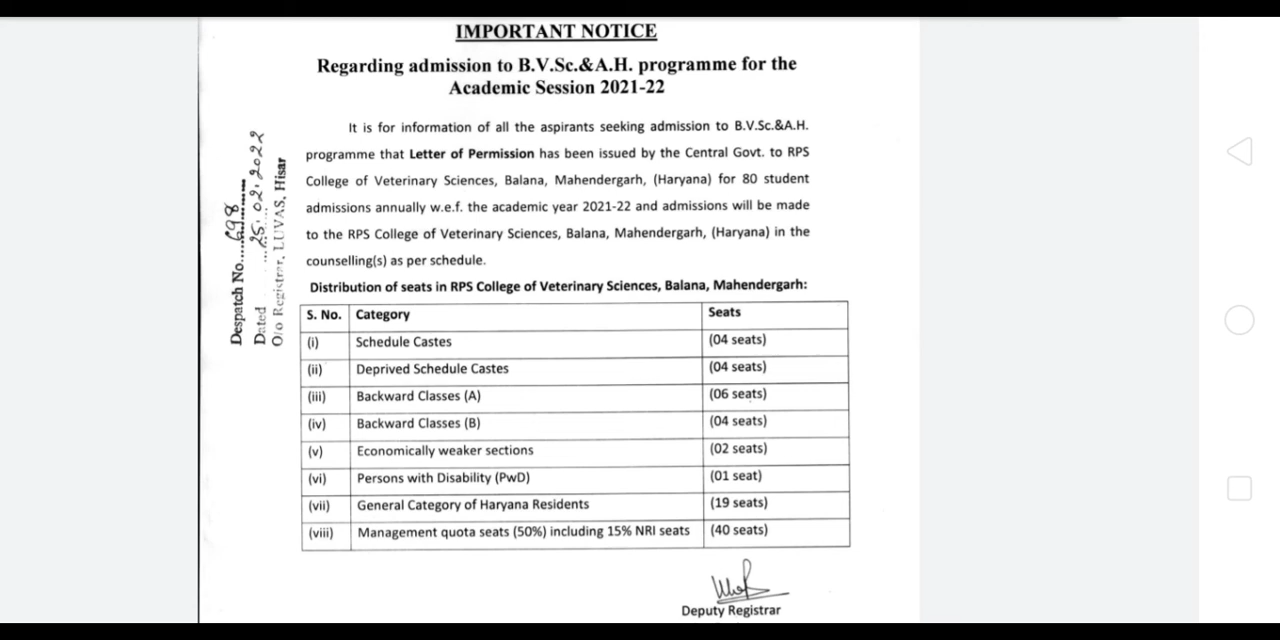 IMPORTANT NOTICE
Regarding admission to B.V.Sc.&A.H. programme for the
Academic Session 2021-22
It is for information of all the aspirants seeking admission to B.V.Sc.&A.H.
programme that Letter of Permission has been issued by the Central Govt. to RPS
College of Veterinary Sciences, Balana, Mahendergarh, (Haryana) for 80 student
admissions annually w.e.f. the academic year 2021-22 and admissions will be made
to the RPS College of Veterinary Sciences, Balana, Mahendergarh, (Haryana) in the
counselling(s) as per schedule.
Despatch No. 698
Dated 25.02.2022
O/o Registrar, LUVAS, Hisar
Distribution of seats in RPS College of Veterinary Sciences, Balana, Mahendergarh:
S. No. Category Seats
(i) Schedule Castes (04 seats)
(ii) Deprived Schedule Castes (04 seats)
(iii) Backward Classes (A) (06 seats)
(iv) Backward Classes (B) (04 seats)
(v) Economically weaker sections (02 seats)
(vi) Persons with Disability (PwD) (01 seat)
(vii) General Category of Haryana Residents (19 seats)
(viii) Management quota seats (50%) including 15% NRI seats (40 seats)
Deputy Registrar